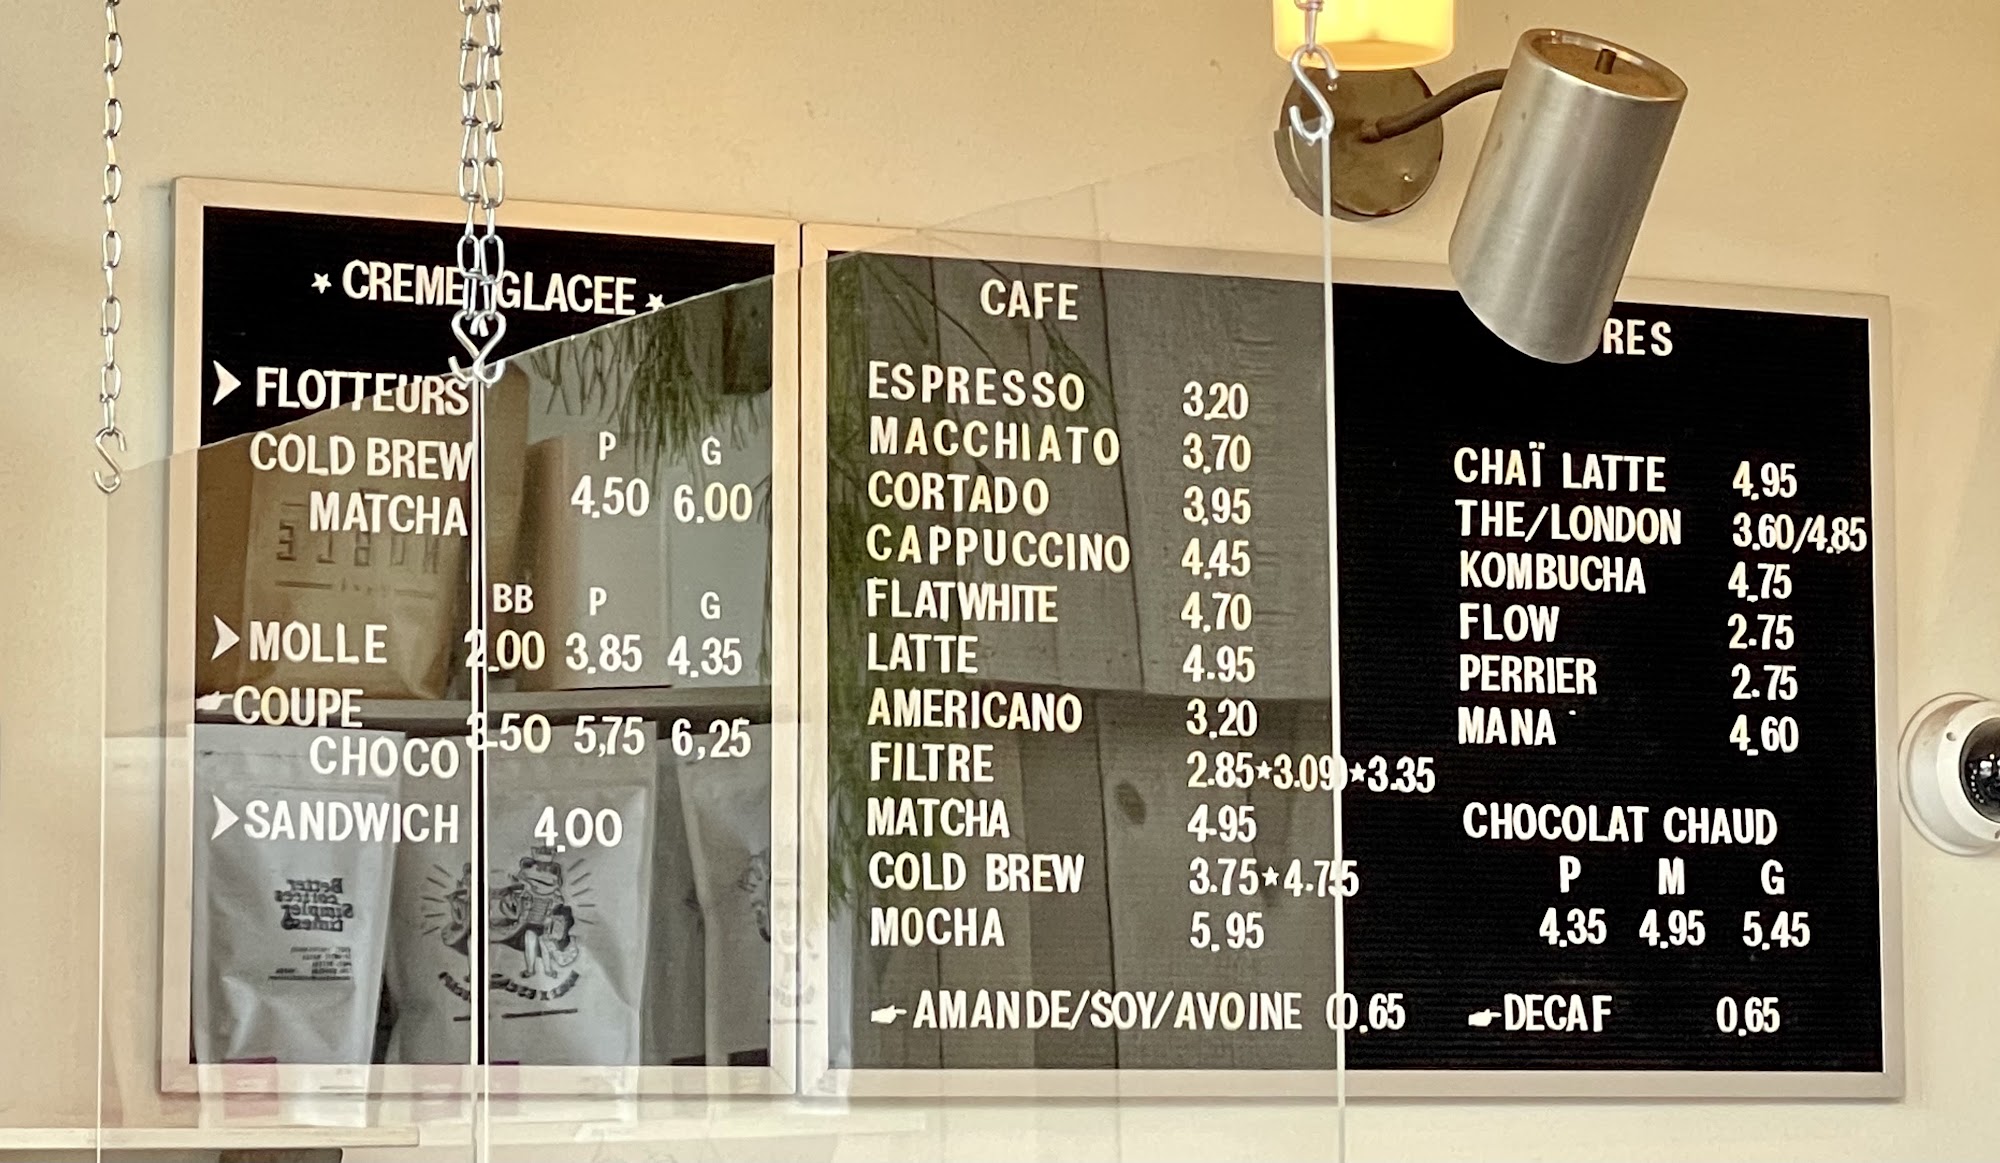 CREME GLACEE
FLOTTEURS
COLD BREW P G
MATCHA 4.50 6.00
BB P G
MOLLE 2.00 3.85 4.35
COUPE
CHOCO 3.50 5,75 6,25
SANDWICH 4.00
CAFE
ESPRESSO 3.20
MACCHIATO 3.70
CORTADO 3.95
CAPPUCCINO 4.45
FLATWHITE 4.70
LATTE 4.95
AMERICANO 3.20
FILTRE 2.85*3.09*3.35
MATCHA 4.95
COLD BREW 3.75*4.75
MOCHA 5.95
AMANDE/SOY/AVOINE 0.65
CHAÏ LATTE 4.95
THE/LONDON 3.60/4.85
KOMBUCHA 4.75
FLOW 2.75
PERRIER 2.75
MANA 4.60
CHOCOLAT CHAUD
P M G
4.35 4.95 5.45
DECAF 0.65